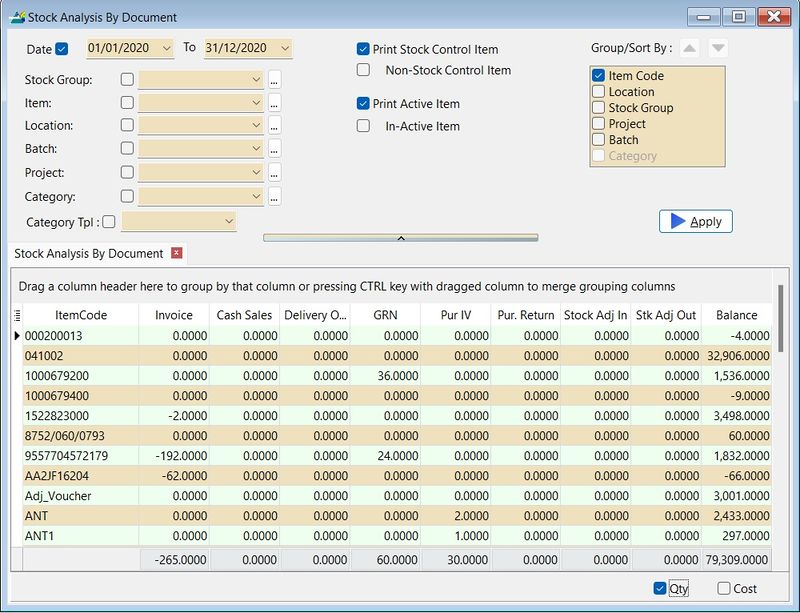 Stock Analysis By Document
Date 01/01/2020 To 31/12/2020
Stock Group: ...
Item: ...
Location: ...
Batch: ...
Project: ...
Category: ...
Category Tpl :
Print Stock Control Item
Non-Stock Control Item
Print Active Item
In-Active Item
Group/Sort By :
Item Code
Location
Stock Group
Project
Batch
Category
Apply
Stock Analysis By Document
Drag a column header here to group by that column or pressing CTRL key with dragged column to merge grouping columns
ItemCode Invoice Cash Sales Delivery O... GRN Pur IV Pur. Return Stock Adj In Stk Adj Out Balance
000200013 0.0000 0.0000 0.0000 0.0000 0.0000 0.0000 0.0000 0.0000 -4.0000
041002 0.0000 0.0000 0.0000 0.0000 0.0000 0.0000 0.0000 0.0000 32,906.0000
1000679200 0.0000 0.0000 0.0000 36.0000 0.0000 0.0000 0.0000 0.0000 1,536.0000
1000679400 0.0000 0.0000 0.0000 0.0000 0.0000 0.0000 0.0000 0.0000 -9.0000
1522823000 -2.0000 0.0000 0.0000 0.0000 0.0000 0.0000 0.0000 0.0000 3,498.0000
8752/060/0793 0.0000 0.0000 0.0000 0.0000 0.0000 0.0000 0.0000 0.0000 60.0000
9557704572179 -192.0000 0.0000 0.0000 24.0000 0.0000 0.0000 0.0000 0.0000 1,832.0000
AA2JF16204 -62.0000 0.0000 0.0000 0.0000 0.0000 0.0000 0.0000 0.0000 -66.0000
Adj_Voucher 0.0000 0.0000 0.0000 0.0000 0.0000 0.0000 0.0000 0.0000 3,001.0000
ANT 0.0000 0.0000 0.0000 0.0000 2.0000 0.0000 0.0000 0.0000 2,433.0000
ANT1 0.0000 0.0000 0.0000 0.0000 1.0000 0.0000 0.0000 0.0000 297.0000
-265.0000 0.0000 0.0000 60.0000 30.0000 0.0000 0.0000 0.0000 79,309.0000
Qty Cost